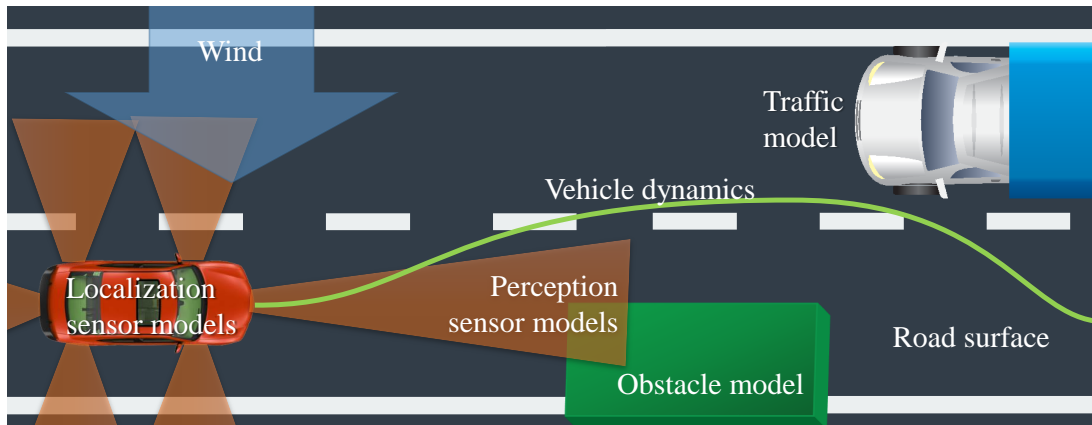 Wind
Traffic
model
Vehicle dynamics
Localization
sensor models
Perception
sensor models
Road surface
Obstacle model